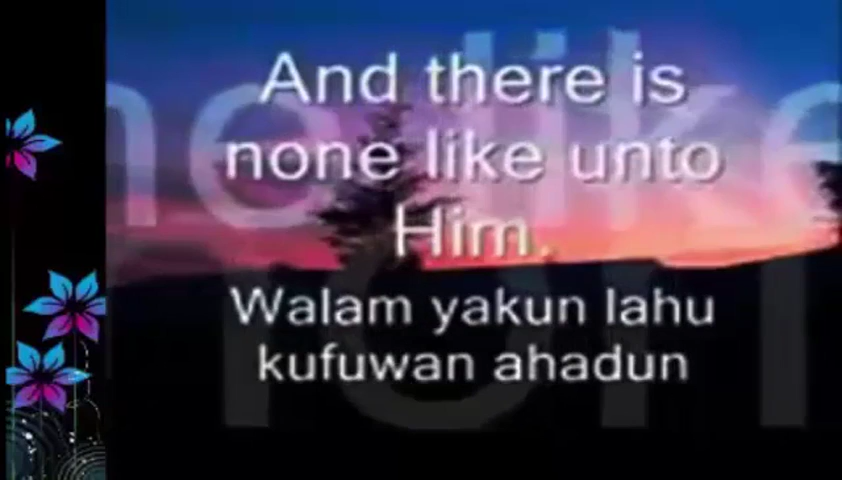 And there is
none like unto
Him.
Walam yakun lahu
kufuwan ahadun